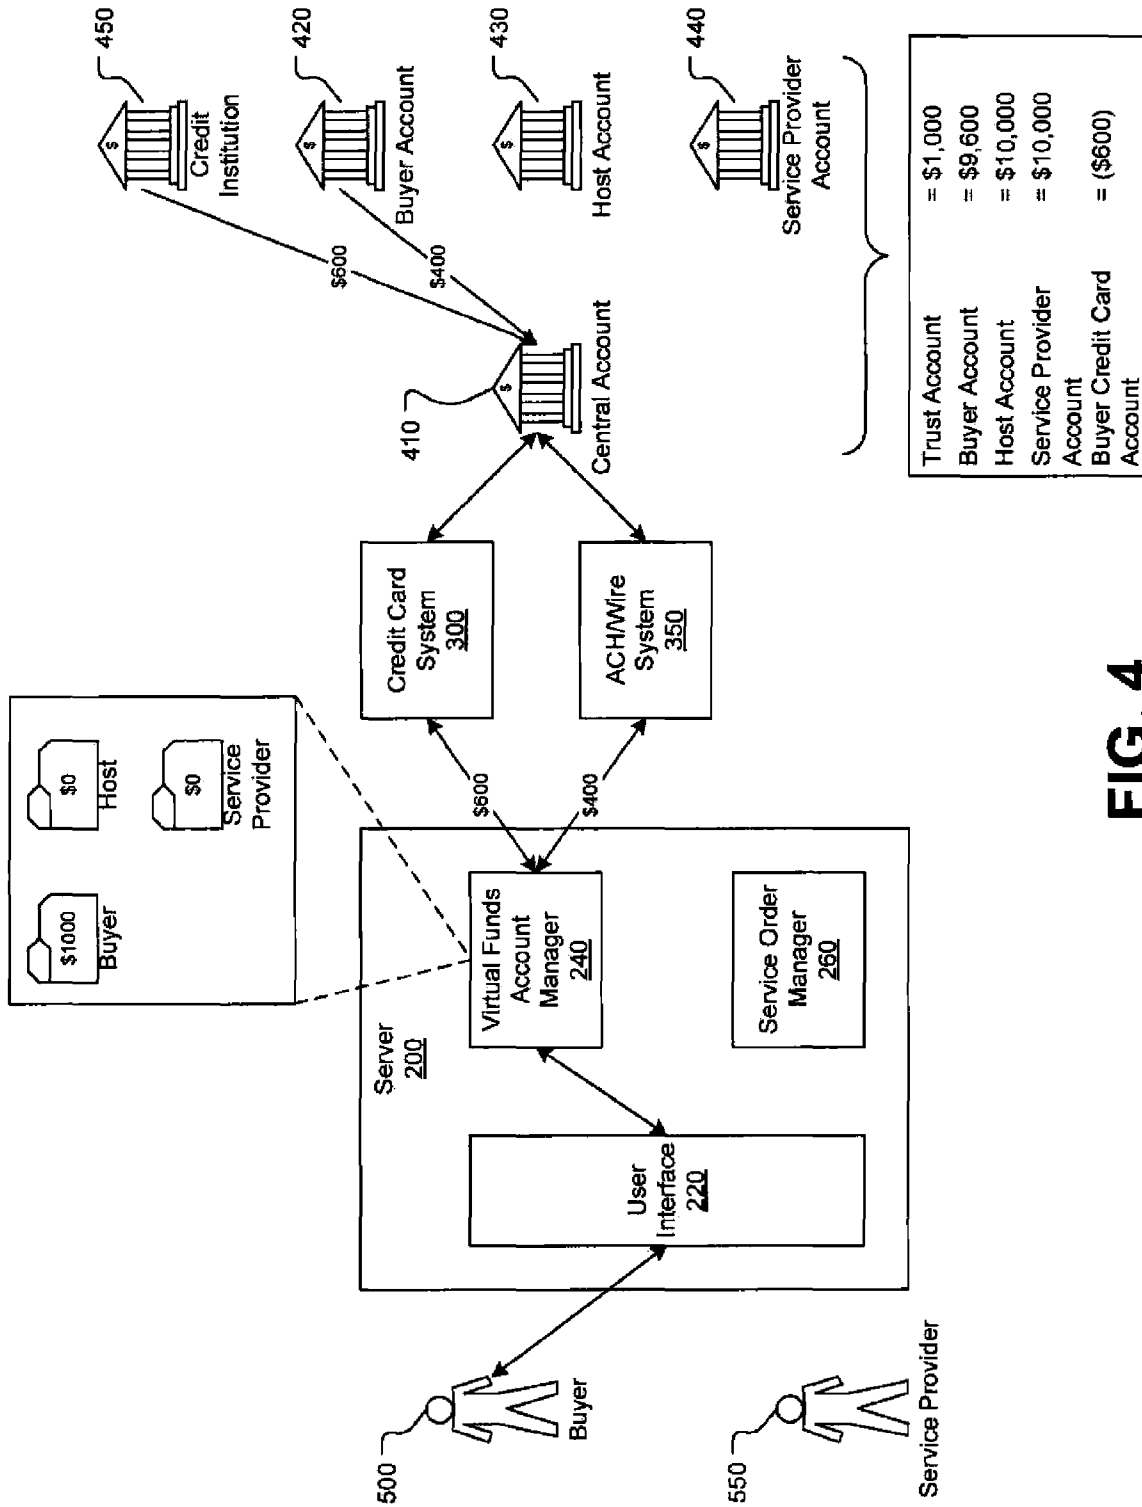 $1000
Buyer
$0
Host
$0
Service
Provider
500
Buyer
550
Service Provider
Server
200
User
Interface
220
Virtual Funds
Account
Manager
240
Service Order
Manager
260
$600
$400
Credit Card
System
300
ACH/Wire
System
350
410
$
Central Account
$600
$400
450
$
Credit
Institution
420
$
Buyer Account
430
$
Host Account
440
$
Service Provider
Account
Trust Account = $1,000
Buyer Account = $9,600
Host Account = $10,000
Service Provider = $10,000
Account
Buyer Credit Card = ($600)
Account
FIG. 4